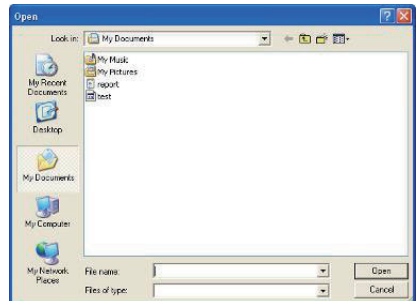 Open
Look in: My Documents
My Recent Documents
Desktop
My Documents
My Computer
My Network Places
My Music
My Pictures
report
test
File name:
Open
Files of type:
Cancel